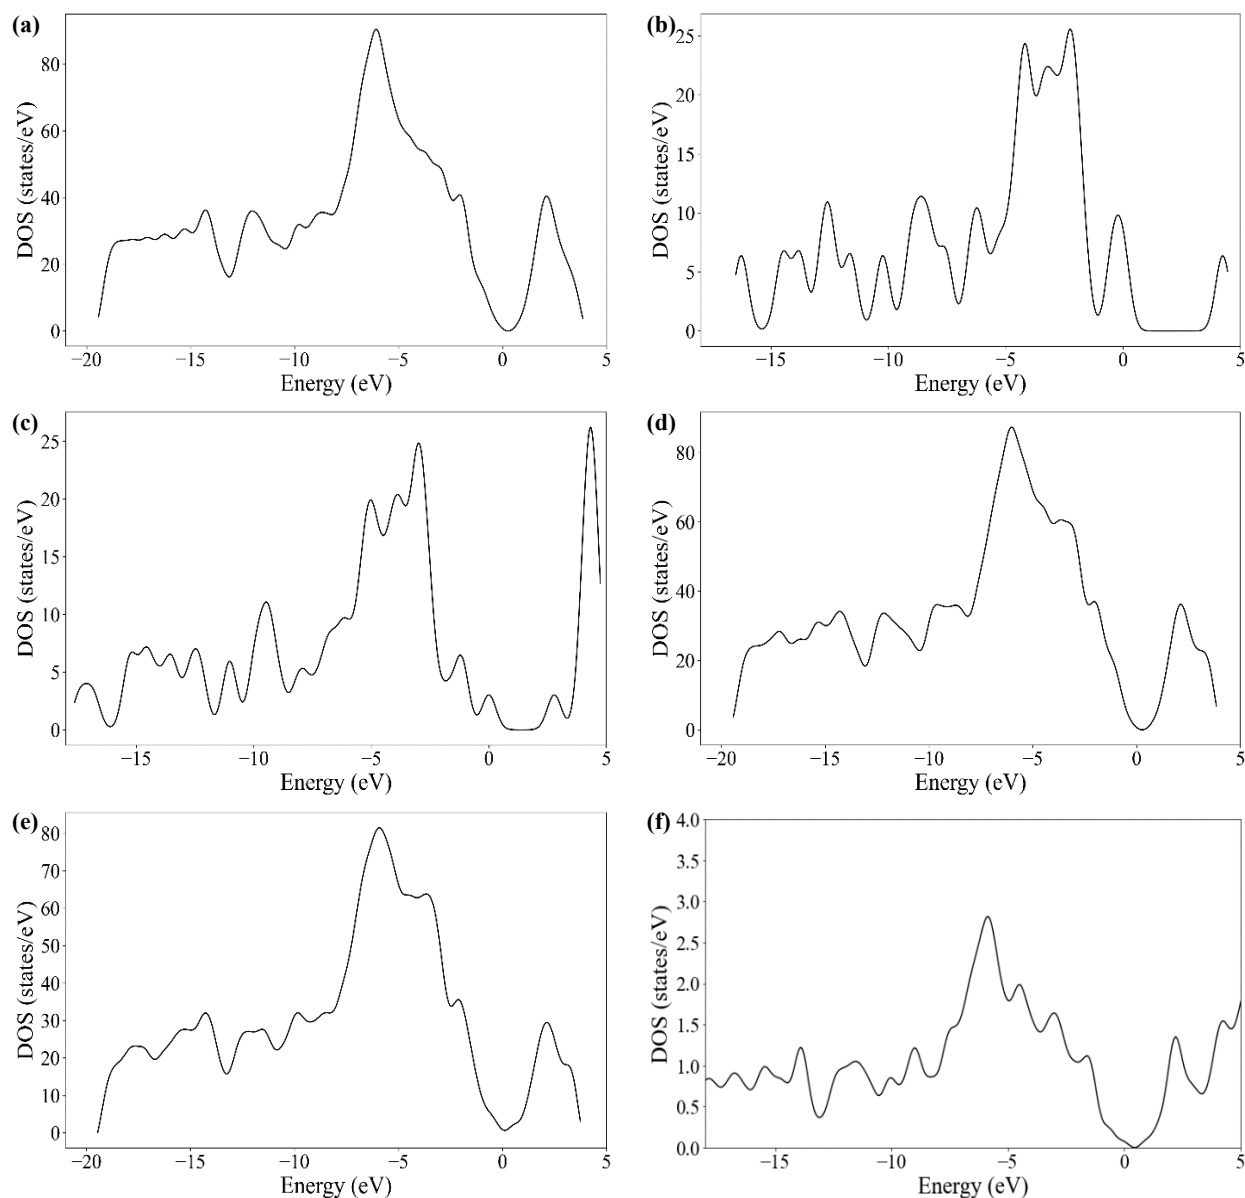 (a)
DOS (states/eV)
80
60
40
20
0
−20 −15 −10 −5 0 5
Energy (eV)
(b)
DOS (states/eV)
25
20
15
10
5
0
−15 −10 −5 0 5
Energy (eV)
(c)
DOS (states/eV)
25
20
15
10
5
0
−15 −10 −5 0 5
Energy (eV)
(d)
DOS (states/eV)
80
60
40
20
0
−20 −15 −10 −5 0 5
Energy (eV)
(e)
DOS (states/eV)
80
70
60
50
40
30
20
10
0
−20 −15 −10 −5 0 5
Energy (eV)
(f)
DOS (states/eV)
4.0
3.5
3.0
2.5
2.0
1.5
1.0
0.5
0.0
−15 −10 −5 0 5
Energy (eV)